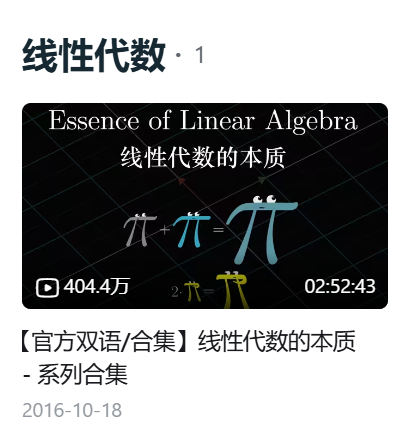 线性代数 · 1
Essence of Linear Algebra
线性代数的本质
π + π = π
2·π = π
404.4万 02:52:43
【官方双语/合集】线性代数的本质
- 系列合集
2016-10-18